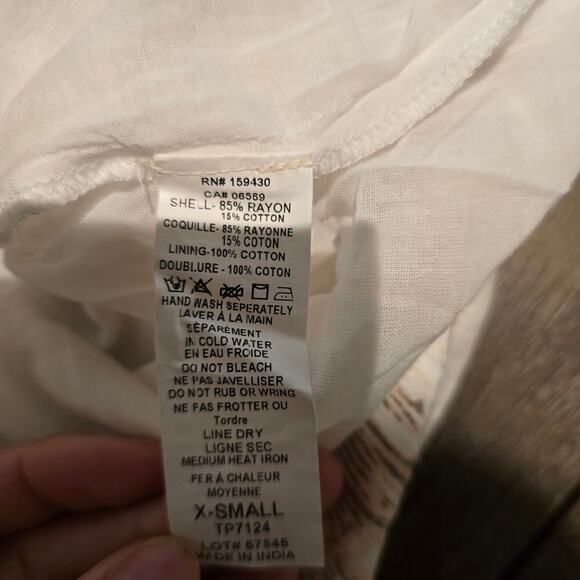 RN# 159430
CA# 06569
SHELL- 85% RAYON
15% COTTON
COQUILLE- 85% RAYONNE
15% COTON
LINING-100% COTTON
DOUBLURE - 100% COTON
HAND WASH SEPERATELY
LAVER À LA MAIN
SÉPARÉMENT
IN COLD WATER
EN EAU FROIDE
DO NOT BLEACH
NE PAS JAVELLISER
DO NOT RUB OR WRING
NE PAS FROTTER OU
Tordre
LINE DRY
LIGNE SEC
MEDIUM HEAT IRON
FER À CHALEUR
MOYENNE
X-SMALL
TP7124
LOT# 57545
MADE IN INDIA